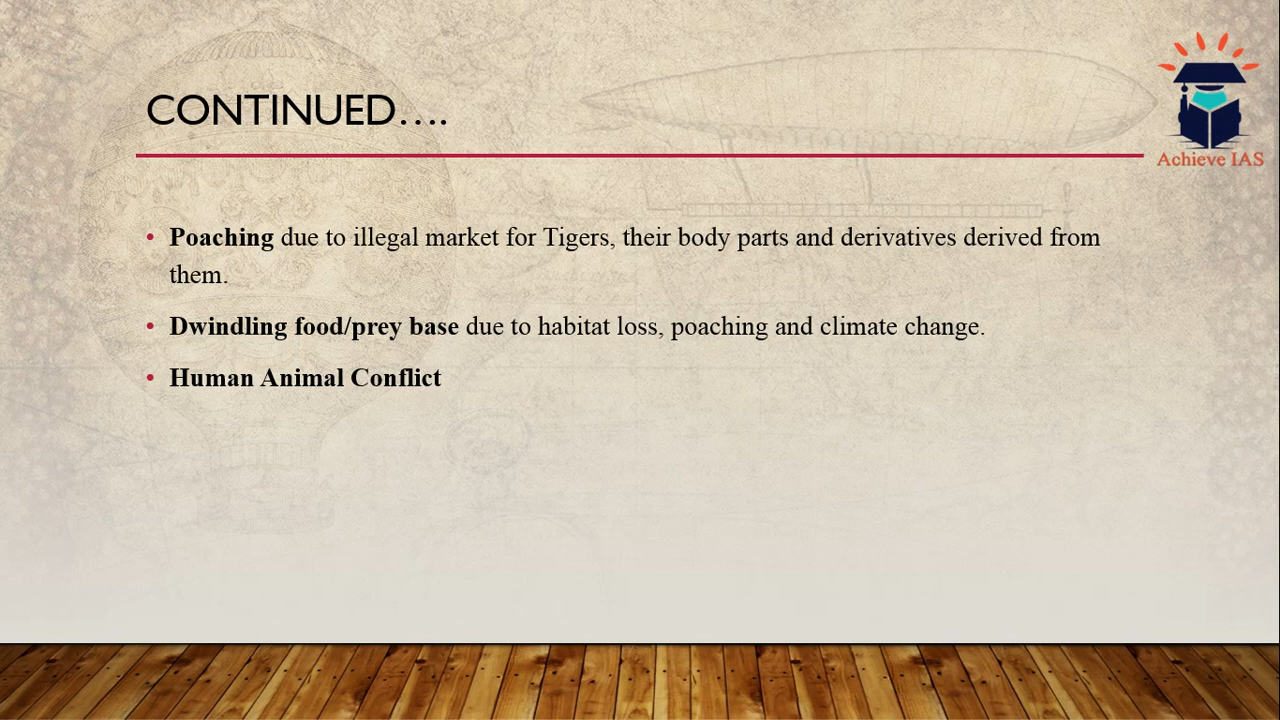 CONTINUED....
Achieve IAS
• Poaching due to illegal market for Tigers, their body parts and derivatives derived from
them.
• Dwindling food/prey base due to habitat loss, poaching and climate change.
• Human Animal Conflict